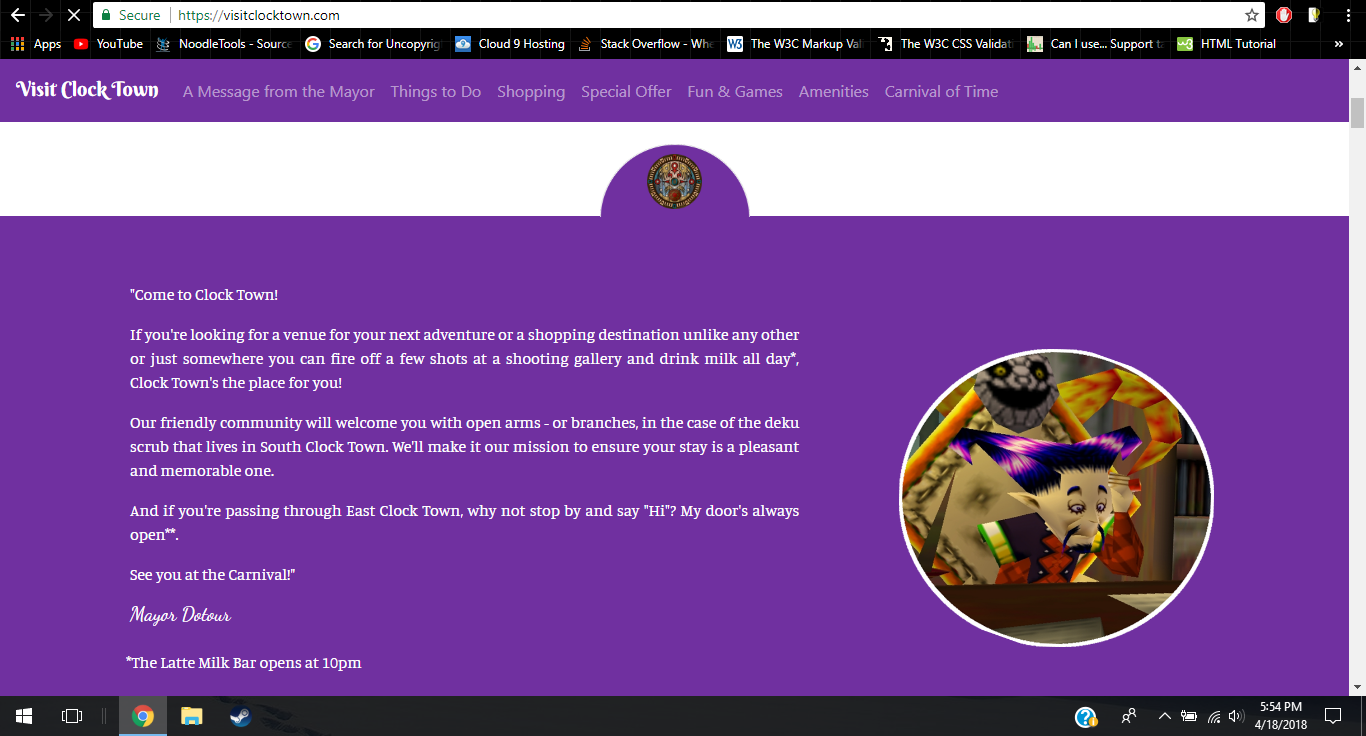 Secure https://visitclocktown.com
Apps YouTube NoodleTools - Source Search for Uncopyrig Cloud 9 Hosting Stack Overflow - Whe The W3C Markup Vali The W3C CSS Validati Can I use... Support ta HTML Tutorial »
Visit Clock Town A Message from the Mayor Things to Do Shopping Special Offer Fun & Games Amenities Carnival of Time
"Come to Clock Town!
If you're looking for a venue for your next adventure or a shopping destination unlike any other
or just somewhere you can fire off a few shots at a shooting gallery and drink milk all day*,
Clock Town's the place for you!
Our friendly community will welcome you with open arms - or branches, in the case of the deku
scrub that lives in South Clock Town. We'll make it our mission to ensure your stay is a pleasant
and memorable one.
And if you're passing through East Clock Town, why not stop by and say "Hi"? My door's always
open**.
See you at the Carnival!"
Mayor Dotour
*The Latte Milk Bar opens at 10pm
5:54 PM
4/18/2018